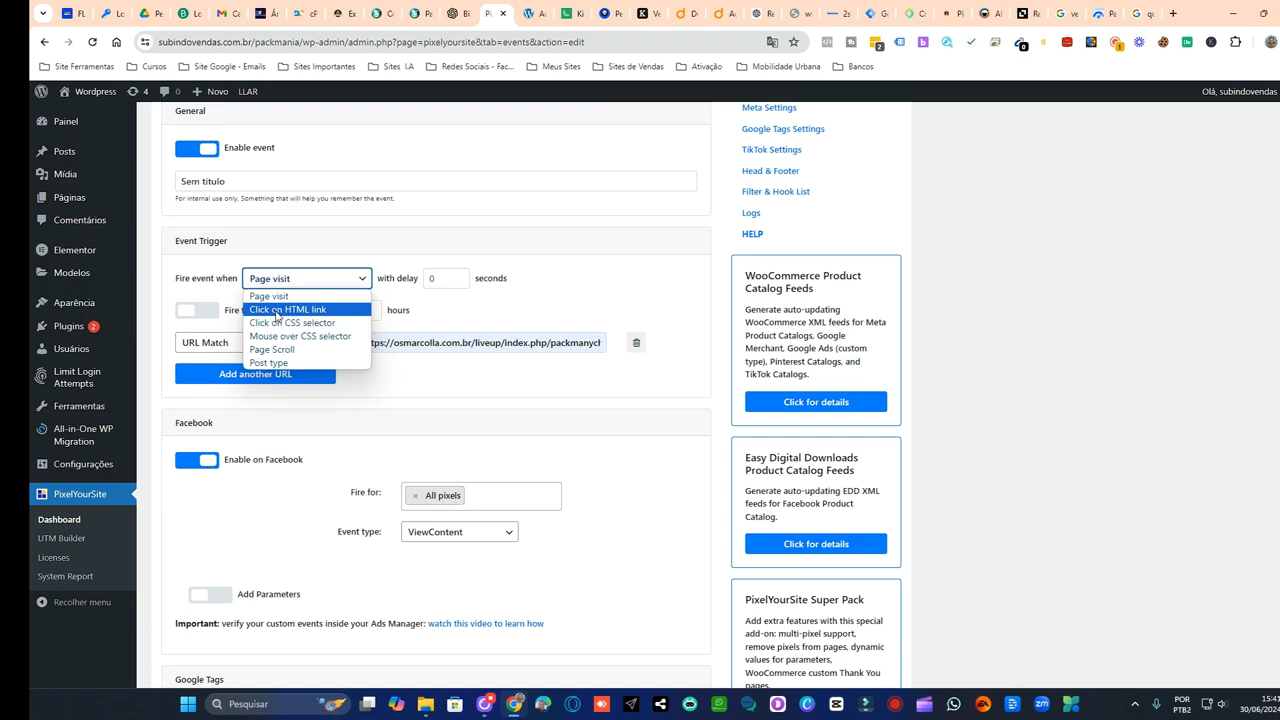 subindovendas.com.br/packmania/wp-admin/admin.php?page=pixelyoursite&tab=events&action=edit
Site Ferramentas
Cursos
Site Google - Emails
Sites Importantes
Sites I.A
Redes Sociais - Fac...
Meus Sites
Sites de Vendas
Ativação
Mobilidade Urbana
Bancos
Wordpress
4
0
Novo
LLAR
Olá, subindovendas
Painel
Posts
Mídia
Páginas
Comentários
Elementor
Modelos
Aparência
Plugins 2
Usuários
Limit Login
Attempts
Ferramentas
All-in-One WP
Migration
Configurações
PixelYourSite
Dashboard
UTM Builder
Licenses
System Report
Recolher menu
General
Enable event
Sem título
For internal use only. Something that will help you remember the event.
Event Trigger
Fire event when
Page visit
with delay
0
seconds
Page visit
Click on HTML link
Click on CSS selector
Mouse over CSS selector
Page Scroll
Post type
Fire
hours
URL Match
ttps://osmarcolla.com.br/liveup/index.php/packmanycl
Add another URL
Facebook
Enable on Facebook
Fire for:
× All pixels
Event type:
ViewContent
Add Parameters
Important: verify your custom events inside your Ads Manager: watch this video to learn how
Google Tags
Meta Settings
Google Tags Settings
TikTok Settings
Head & Footer
Filter & Hook List
Logs
HELP
WooCommerce Product
Catalog Feeds
Generate auto-updating
WooCommerce XML feeds for Meta
Product Catalogs, Google
Merchant, Google Ads (custom
type), Pinterest Catalogs, and
TikTok Catalogs.
Click for details
Easy Digital Downloads
Product Catalog Feeds
Generate auto-updating EDD XML
feeds for Facebook Product
Catalog.
Click for details
PixelYourSite Super Pack
Add extra features with this special
add-on: multi-pixel support,
remove pixels from pages, dynamic
values for parameters,
WooCommerce custom Thank You
pages.
Pesquisar
POR
PTB2
15:41
30/06/2024